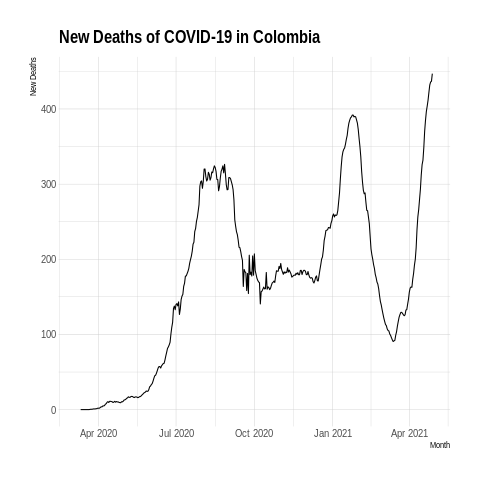 New Deaths of COVID-19 in Colombia
New Deaths
400
300
200
100
0
Apr 2020 Jul 2020 Oct 2020 Jan 2021 Apr 2021
Month